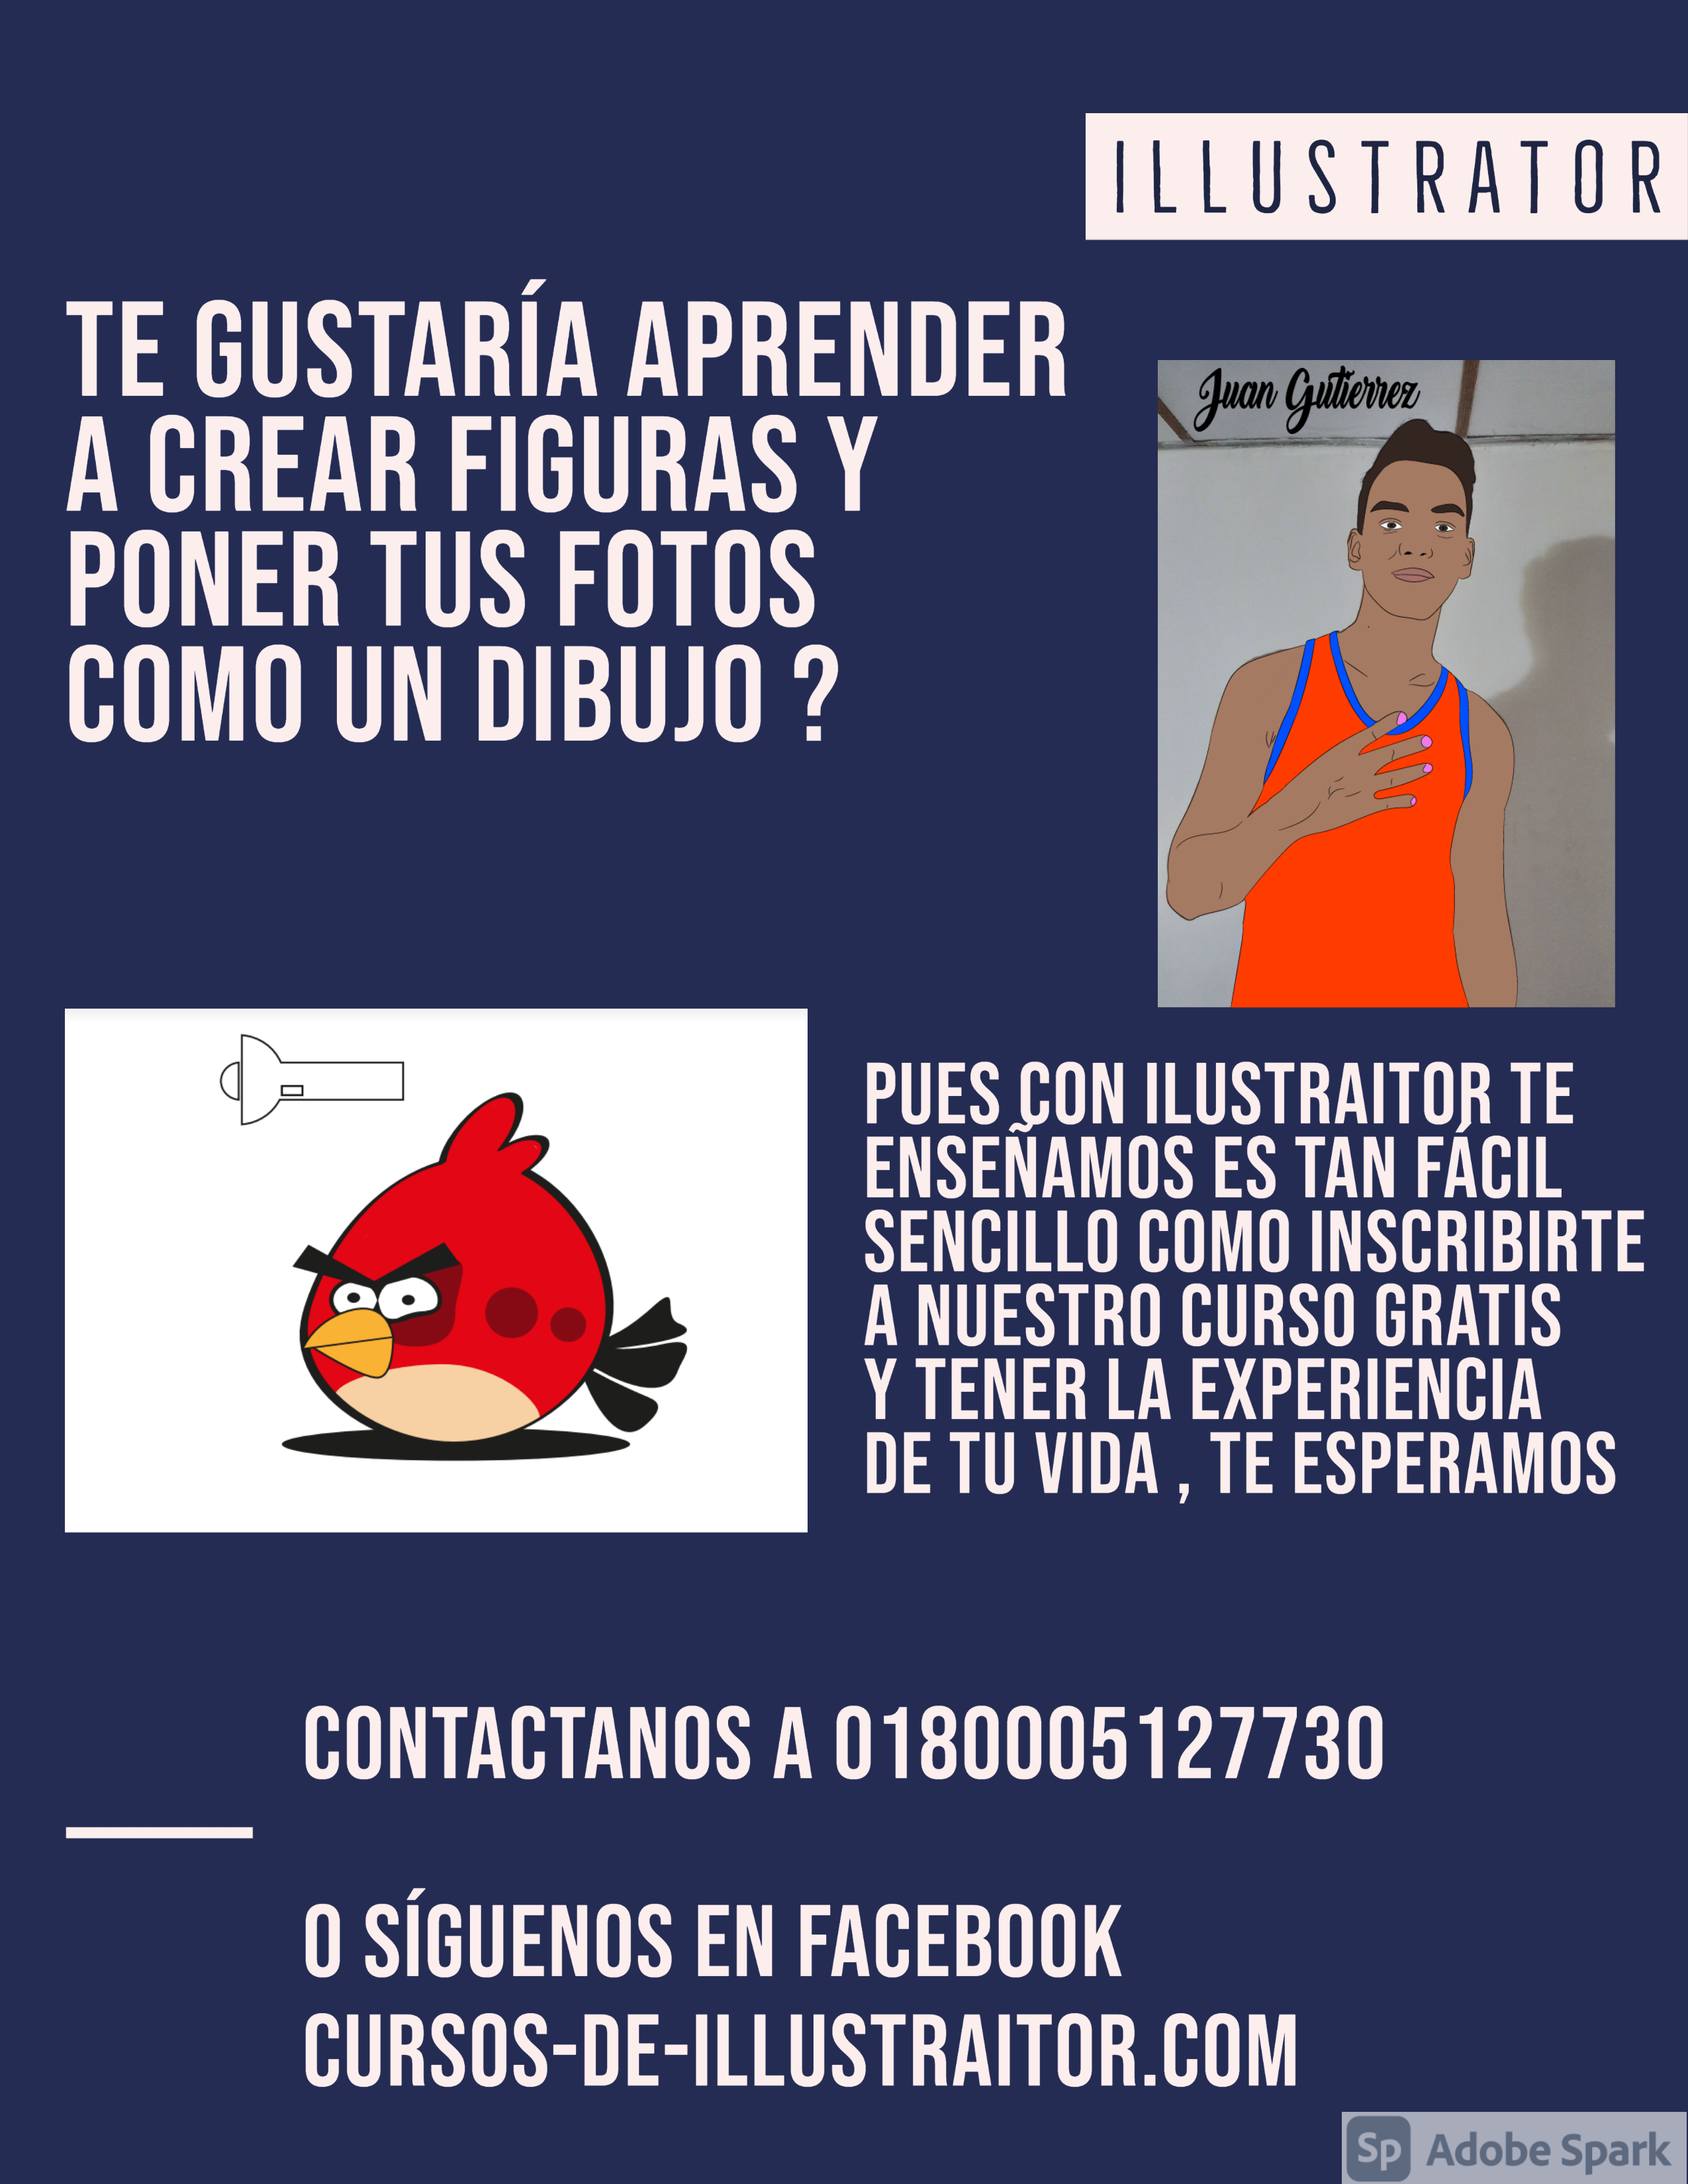 ILLUSTRATOR
TE GUSTARÍA APRENDER
A CREAR FIGURAS Y
PONER TUS FOTOS
COMO UN DIBUJO ?
Juan Gutierrez
PUES CON ILUSTRAITOR TE
ENSEÑAMOS ES TAN FÁCIL
SENCILLO COMO INSCRIBIRTE
A NUESTRO CURSO GRATIS
Y TENER LA EXPERIENCIA
DE TU VIDA , TE ESPERAMOS
CONTACTANOS A 0180005127730
O SÍGUENOS EN FACEBOOK
CURSOS-DE-ILLUSTRAITOR.COM
Sp Adobe Spark